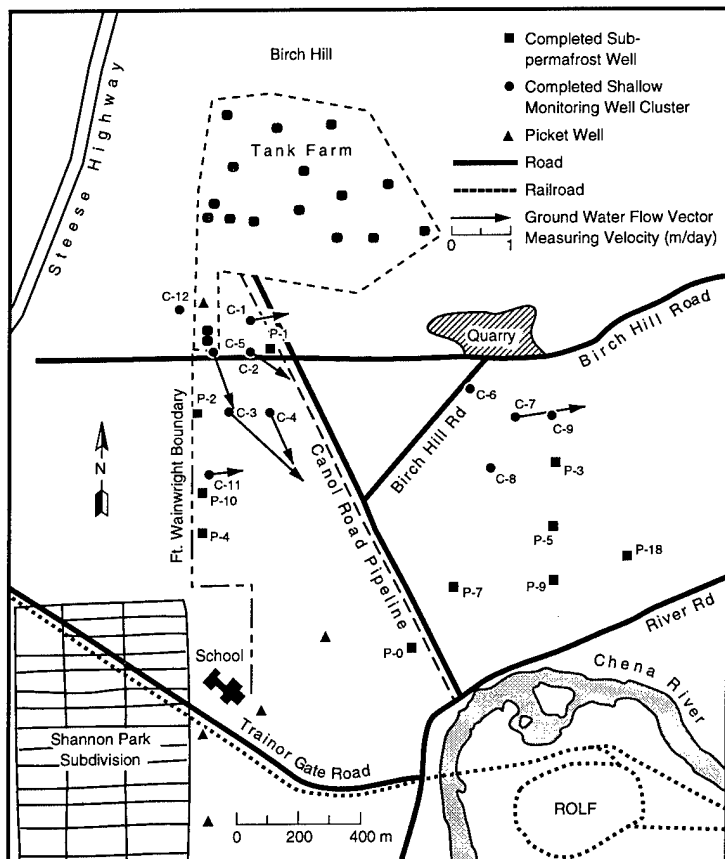 Birch Hill
Completed Sub-
permafrost Well
Completed Shallow
Monitoring Well Cluster
Picket Well
Road
Railroad
Ground Water Flow Vector
Measuring Velocity (m/day)
0 1
Steese Highway
Tank Farm
C-12
C-1
P-1
C-5
C-2
Quarry
Birch Hill Road
P-2
C-3
C-4
C-6
C-7
C-9
Birch Hill Rd
N
Ft. Wainwright Boundary
Canol Road Pipeline
C-11
P-10
C-8
P-3
P-4
P-5
P-18
P-7
P-9
River Rd
School
P-0
Chena River
Shannon Park
Subdivision
Trainor Gate Road
ROLF
0 200 400 m